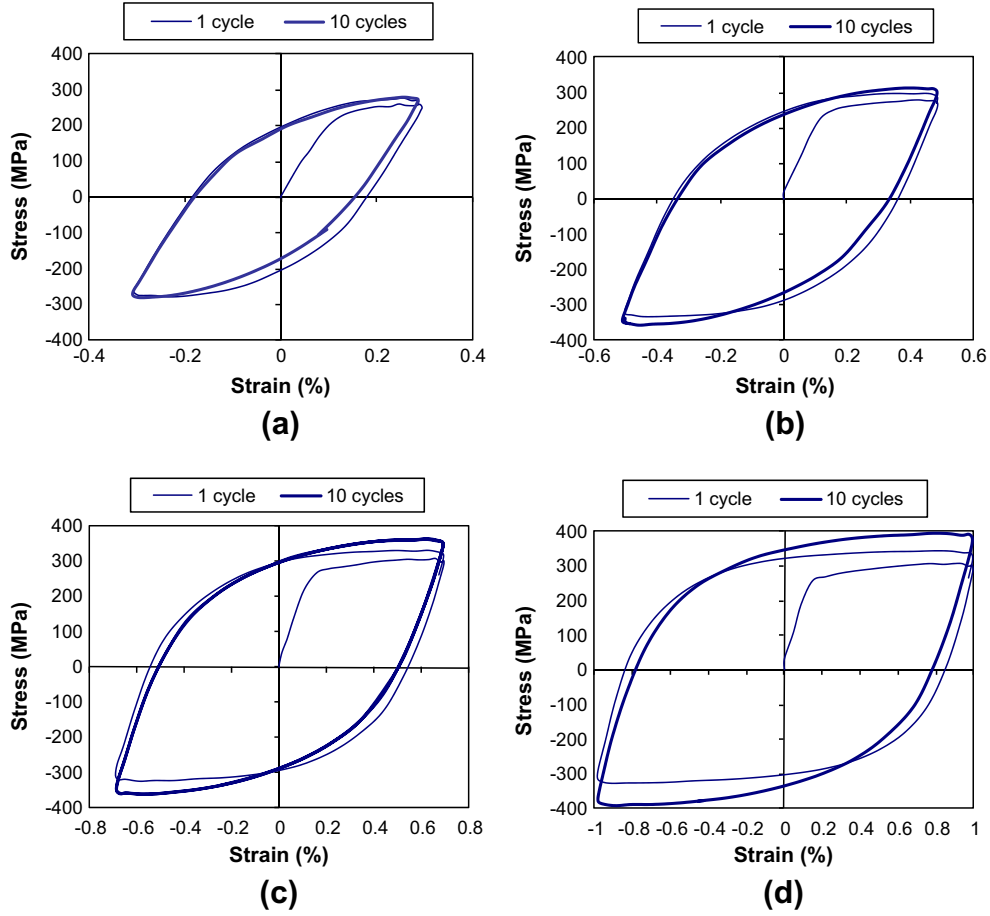 1 cycle 10 cycles
400
300
200
100
0
-100
-200
-300
-400
-0.4 -0.2 0 0.2 0.4
Stress (MPa)
Strain (%)
(a)
1 cycle 10 cycles
400
300
200
100
0
-100
-200
-300
-400
-0.6 -0.4 -0.2 0 0.2 0.4 0.6
Stress (MPa)
Strain (%)
(b)
1 cycle 10 cycles
400
300
200
100
0
-100
-200
-300
-400
-0.8 -0.6 -0.4 -0.2 0 0.2 0.4 0.6 0.8
Stress (MPa)
Strain (%)
(c)
1 cycle 10 cycles
400
300
200
100
0
-100
-200
-300
-400
-1 -0.8 -0.6 -0.4 -0.2 0 0.2 0.4 0.6 0.8 1
Stress (MPa)
Strain (%)
(d)